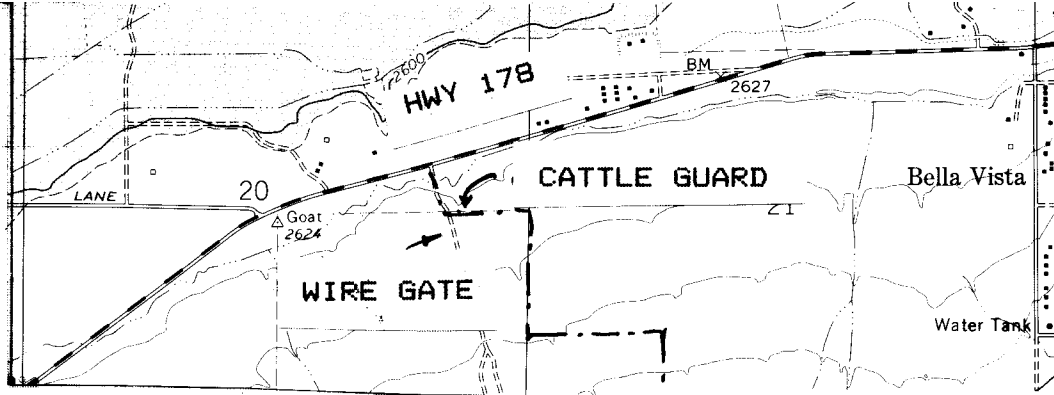 2600
HWY 178
BM
2627
CATTLE GUARD
Bella Vista
LANE
20
21
Goat
2624
WIRE GATE
Water Tank